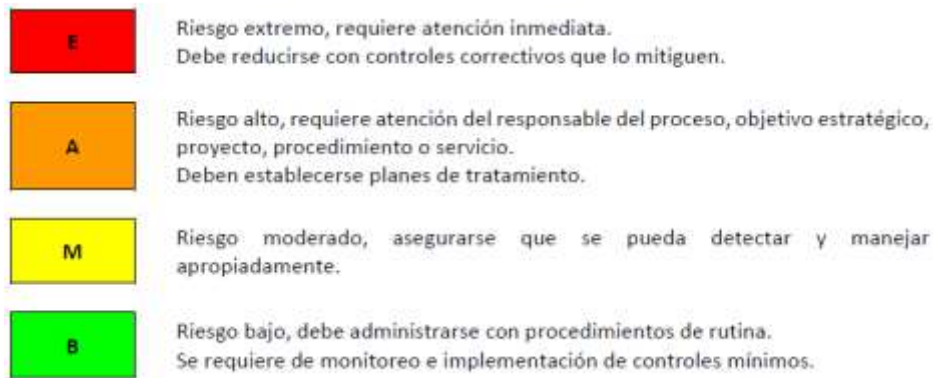 E
Riesgo extremo, requiere atención inmediata.
Debe reducirse con controles correctivos que lo mitiguen.
A
Riesgo alto, requiere atención del responsable del proceso, objetivo estratégico,
proyecto, procedimiento o servicio.
Deben establecerse planes de tratamiento.
M
Riesgo moderado, asegurarse que se pueda detectar y manejar
apropiadamente.
B
Riesgo bajo, debe administrarse con procedimientos de rutina.
Se requiere de monitoreo e implementación de controles mínimos.